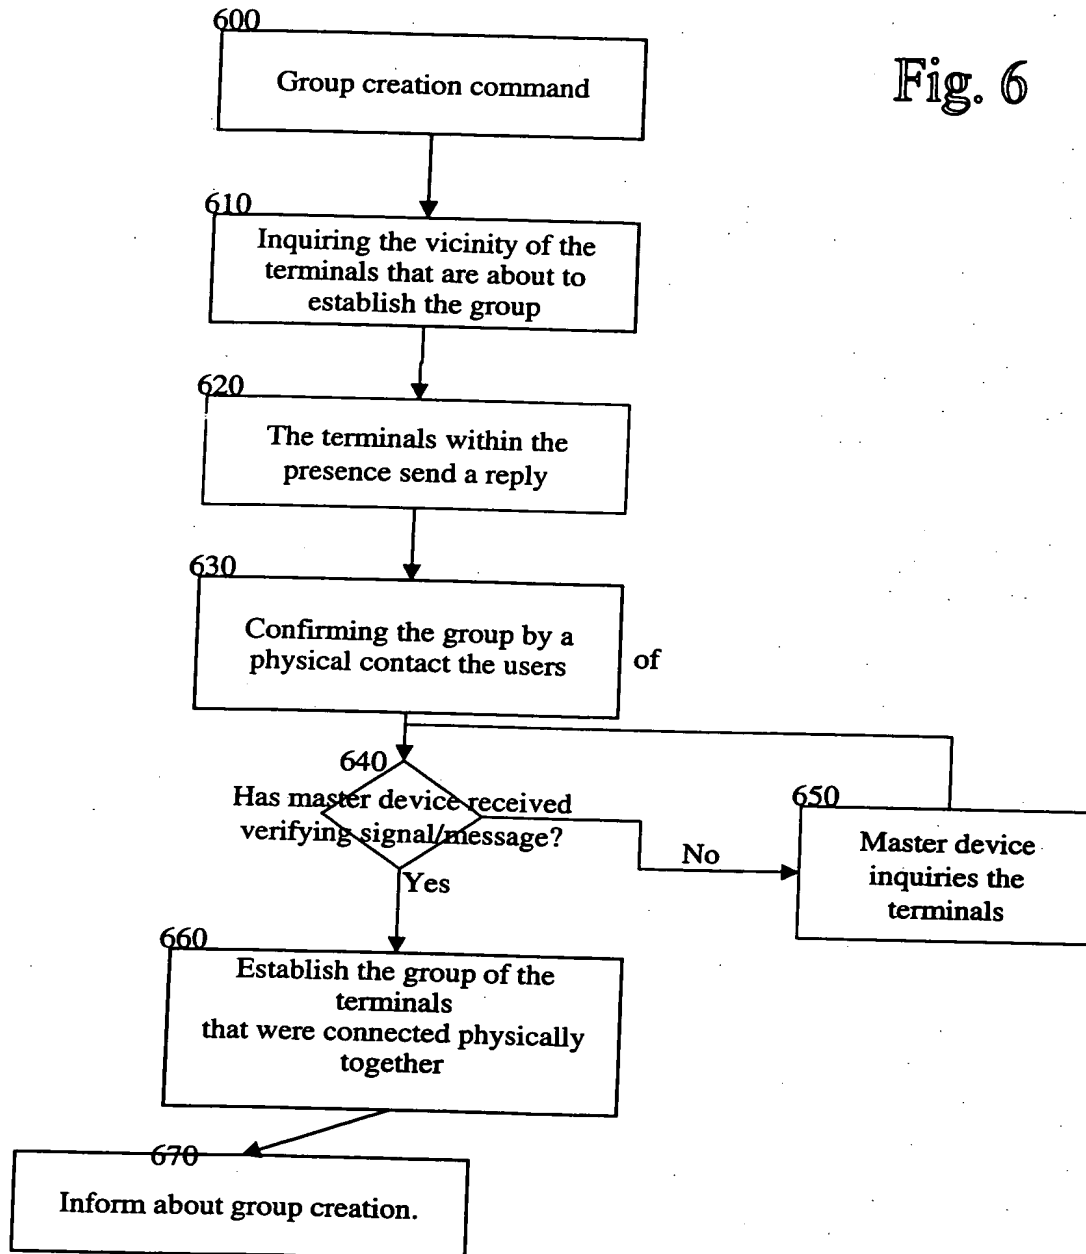 600
Fig. 6
Group creation command
610
Inquiring the vicinity of the
terminals that are about to
establish the group
620
The terminals within the
presence send a reply
630
Confirming the group by a
physical contact the users
of
640
Has master device received
verifying signal/message?
650
Master device
inquiries the
terminals
No
Yes
660
Establish the group of the
terminals
that were connected physically
together
670
Inform about group creation.